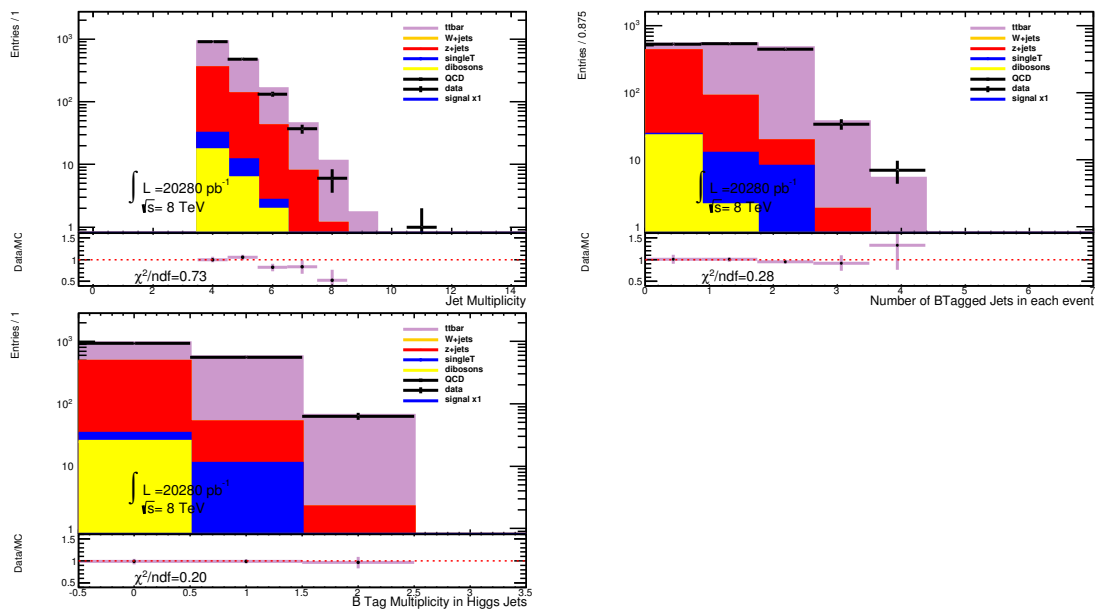 Entries / 1
10³
10²
10
1
ttbar
W+jets
z+jets
singleT
dibosons
QCD
data
signal x1
∫ L =20280 pb⁻¹
√s= 8 TeV
Data/MC
1.5
1
0.5
χ²/ndf=0.73
0 2 4 6 8 10 12 14
Jet Multiplicity
Entries / 0.875
10³
10²
10
1
ttbar
W+jets
z+jets
singleT
dibosons
QCD
data
signal x1
∫ L =20280 pb⁻¹
√s= 8 TeV
Data/MC
1.5
1
0.5
χ²/ndf=0.28
0 1 2 3 4 5 6 7
Number of BTagged Jets in each event
Entries / 1
10³
10²
10
1
ttbar
W+jets
z+jets
singleT
dibosons
QCD
data
signal x1
∫ L =20280 pb⁻¹
√s= 8 TeV
Data/MC
1.5
1
0.5
χ²/ndf=0.20
-0.5 0 0.5 1 1.5 2 2.5 3 3.5
B Tag Multiplicity in Higgs Jets